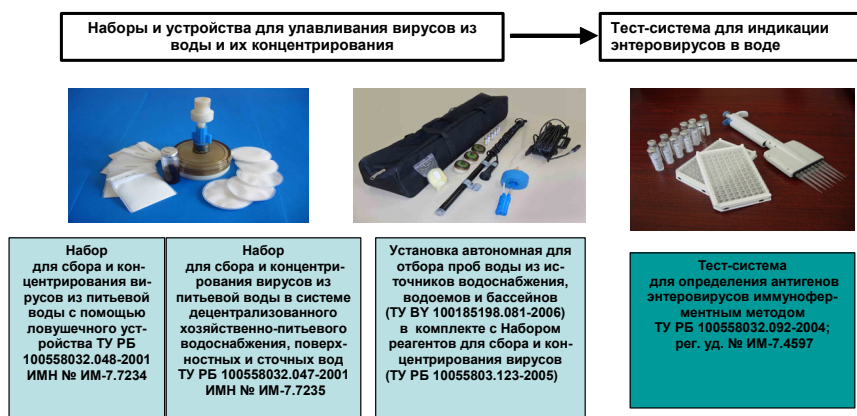 Наборы и устройства для улавливания вирусов из
воды и их концентрирования
Тест-система для индикации
энтеровирусов в воде
Набор
для сбора и кон-
центрирования ви-
русов из питьевой
воды с помощью
ловушечного уст-
ройства ТУ РБ
100558032.048-2001
ИМН № ИМ-7.7234
Набор
для сбора и концентри-
рования вирусов из
питьевой воды в системе
децентрализованного
хозяйственно-питьевого
водоснабжения, поверх-
ностных и сточных вод
ТУ РБ 100558032.047-2001
ИМН № ИМ-7.7235
Установка автономная для
отбора проб воды из ис-
точников водоснабжения,
водоемов и бассейнов
(ТУ BY 100185198.081-2006)
в комплекте с Набором
реагентов для сбора и кон-
центрирования вирусов
(ТУ РБ 10055803.123-2005)
Тест-система
для определения антигенов
энтеровирусов иммунофер-
ментным методом
ТУ РБ 100558032.092-2004;
рег. уд. № ИМ-7.4597